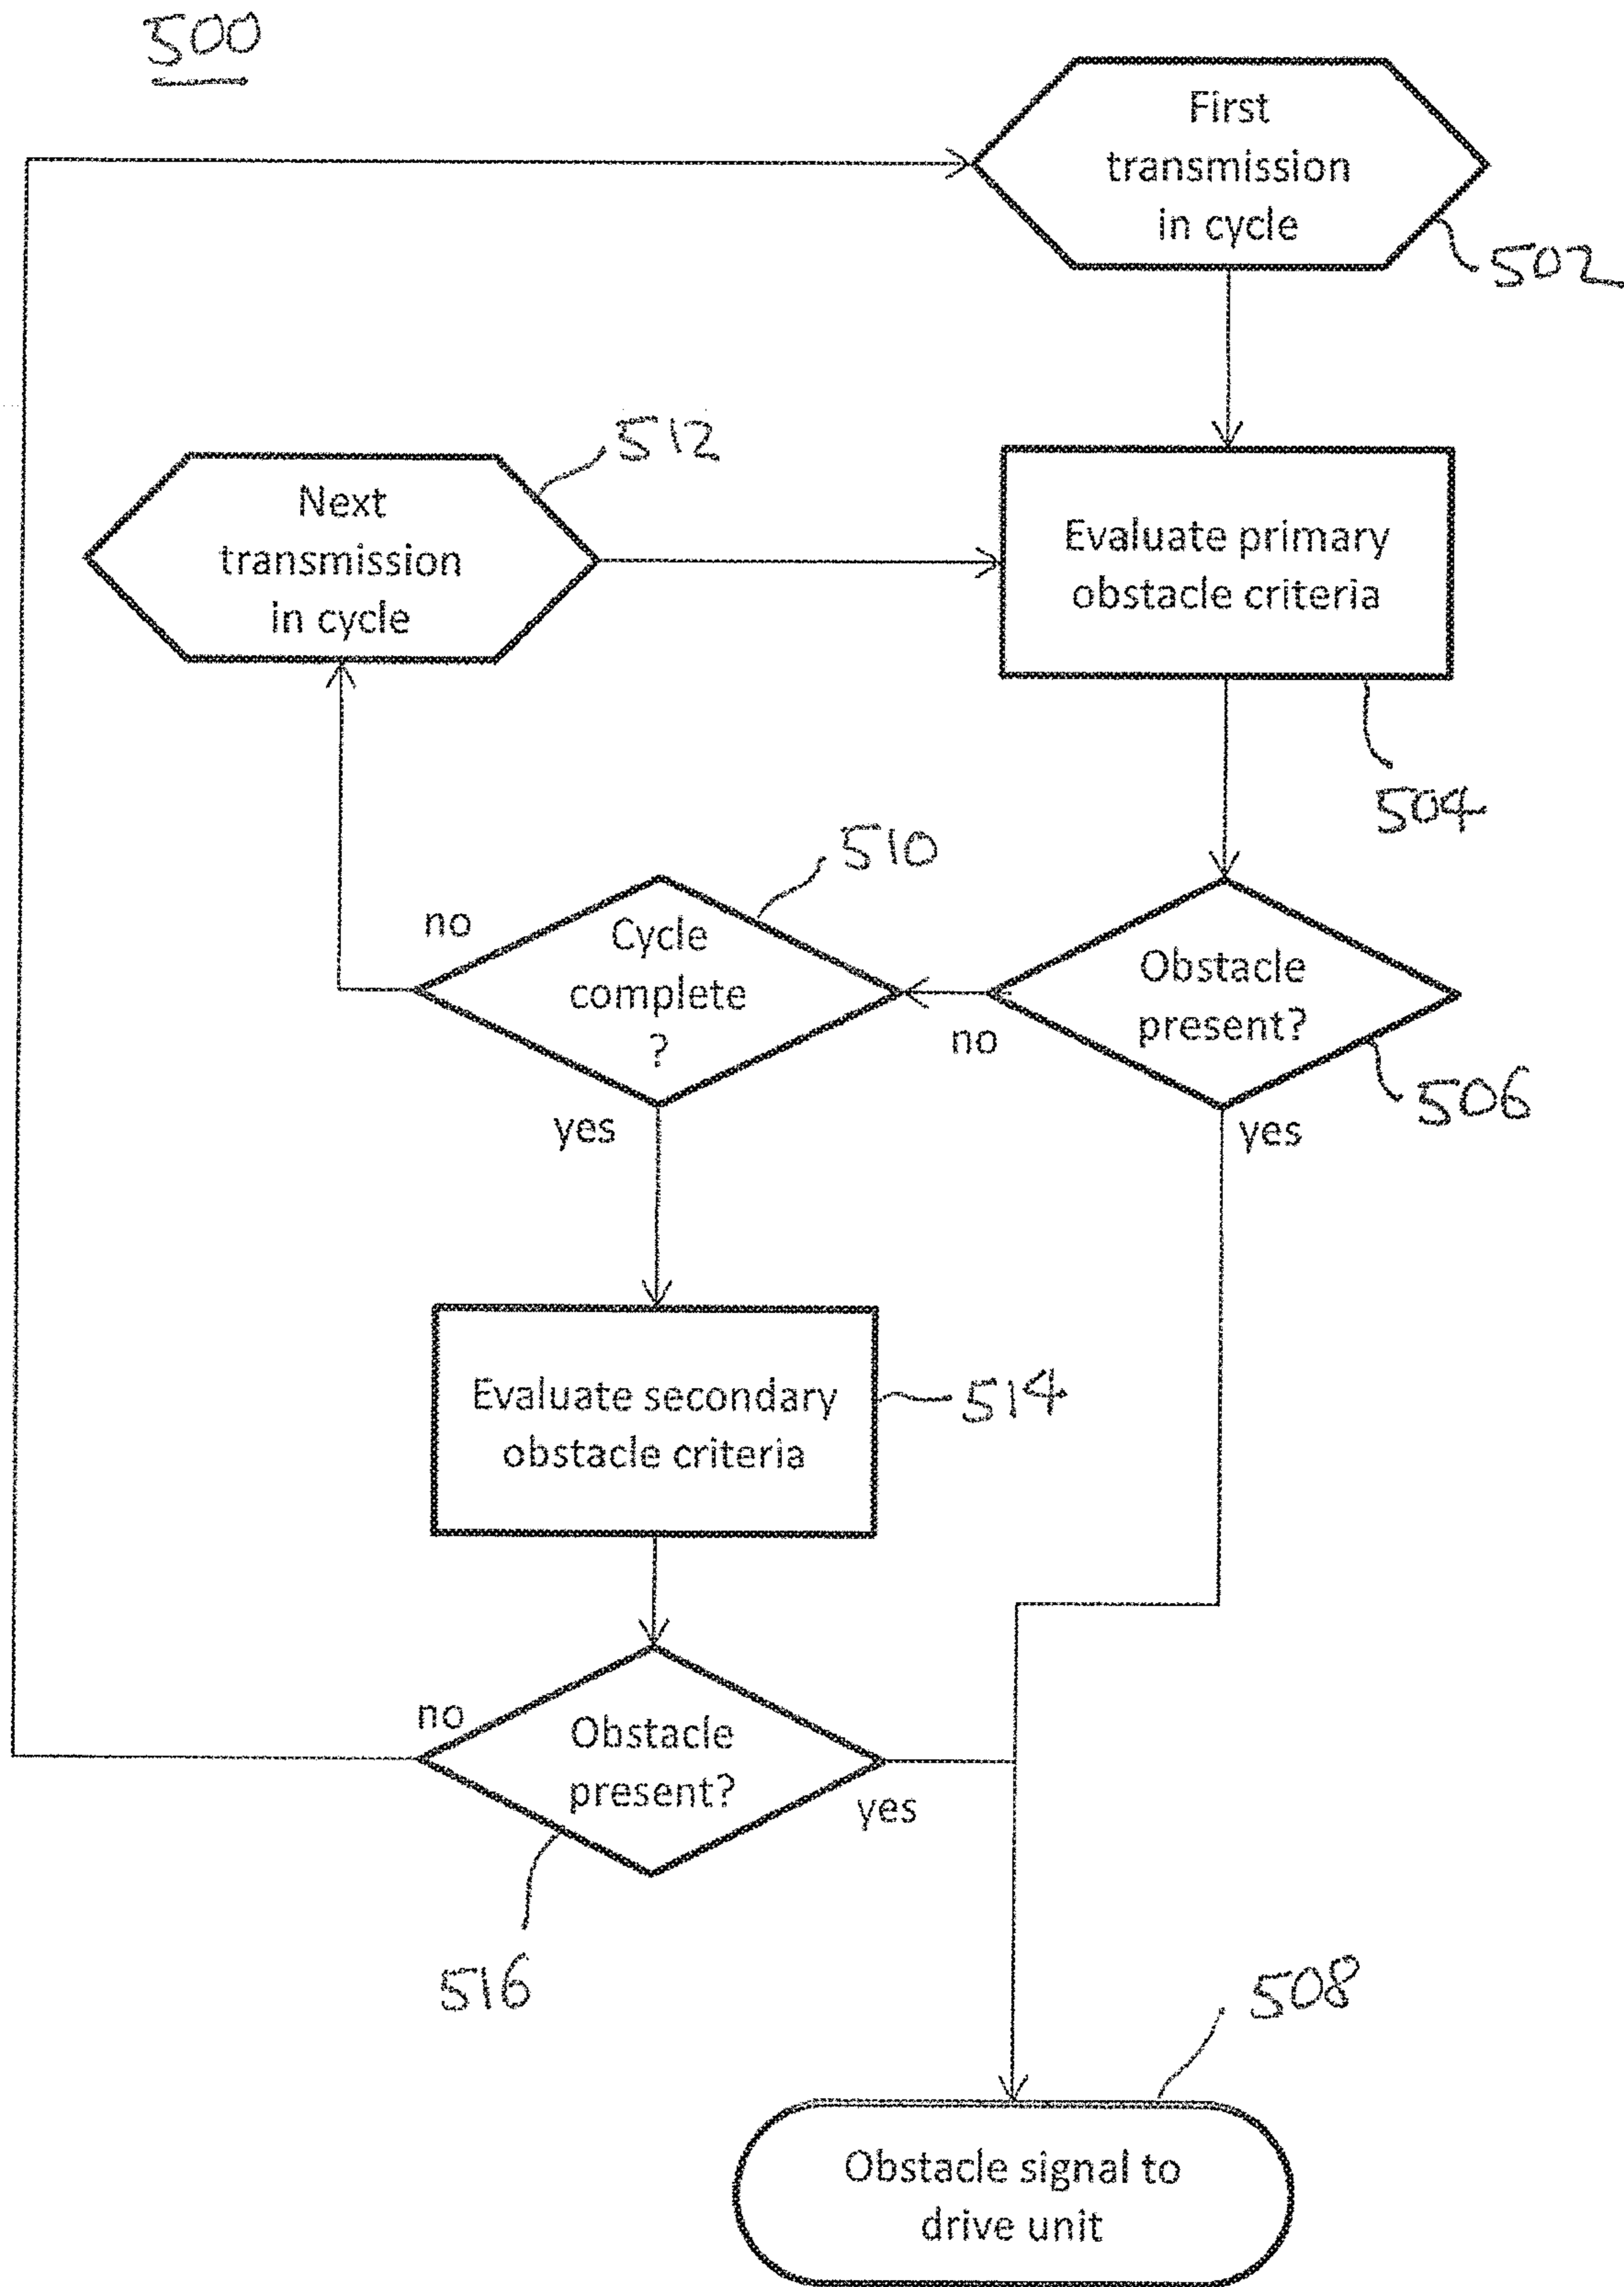 500
First
transmission
in cycle
502
512
Next
transmission
in cycle
Evaluate primary
obstacle criteria
504
510
no
Cycle
complete
?
Obstacle
present?
no
506
yes
yes
Evaluate secondary
obstacle criteria
514
no
Obstacle
present?
yes
516
508
Obstacle signal to
drive unit